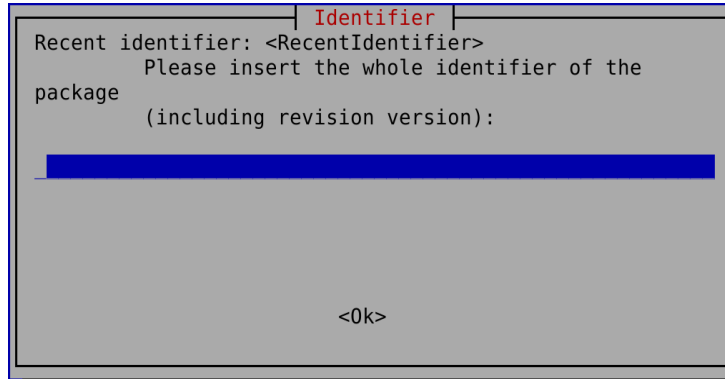 Identifier
Recent identifier: <RecentIdentifier>
Please insert the whole identifier of the
package
(including revision version):
<Ok>